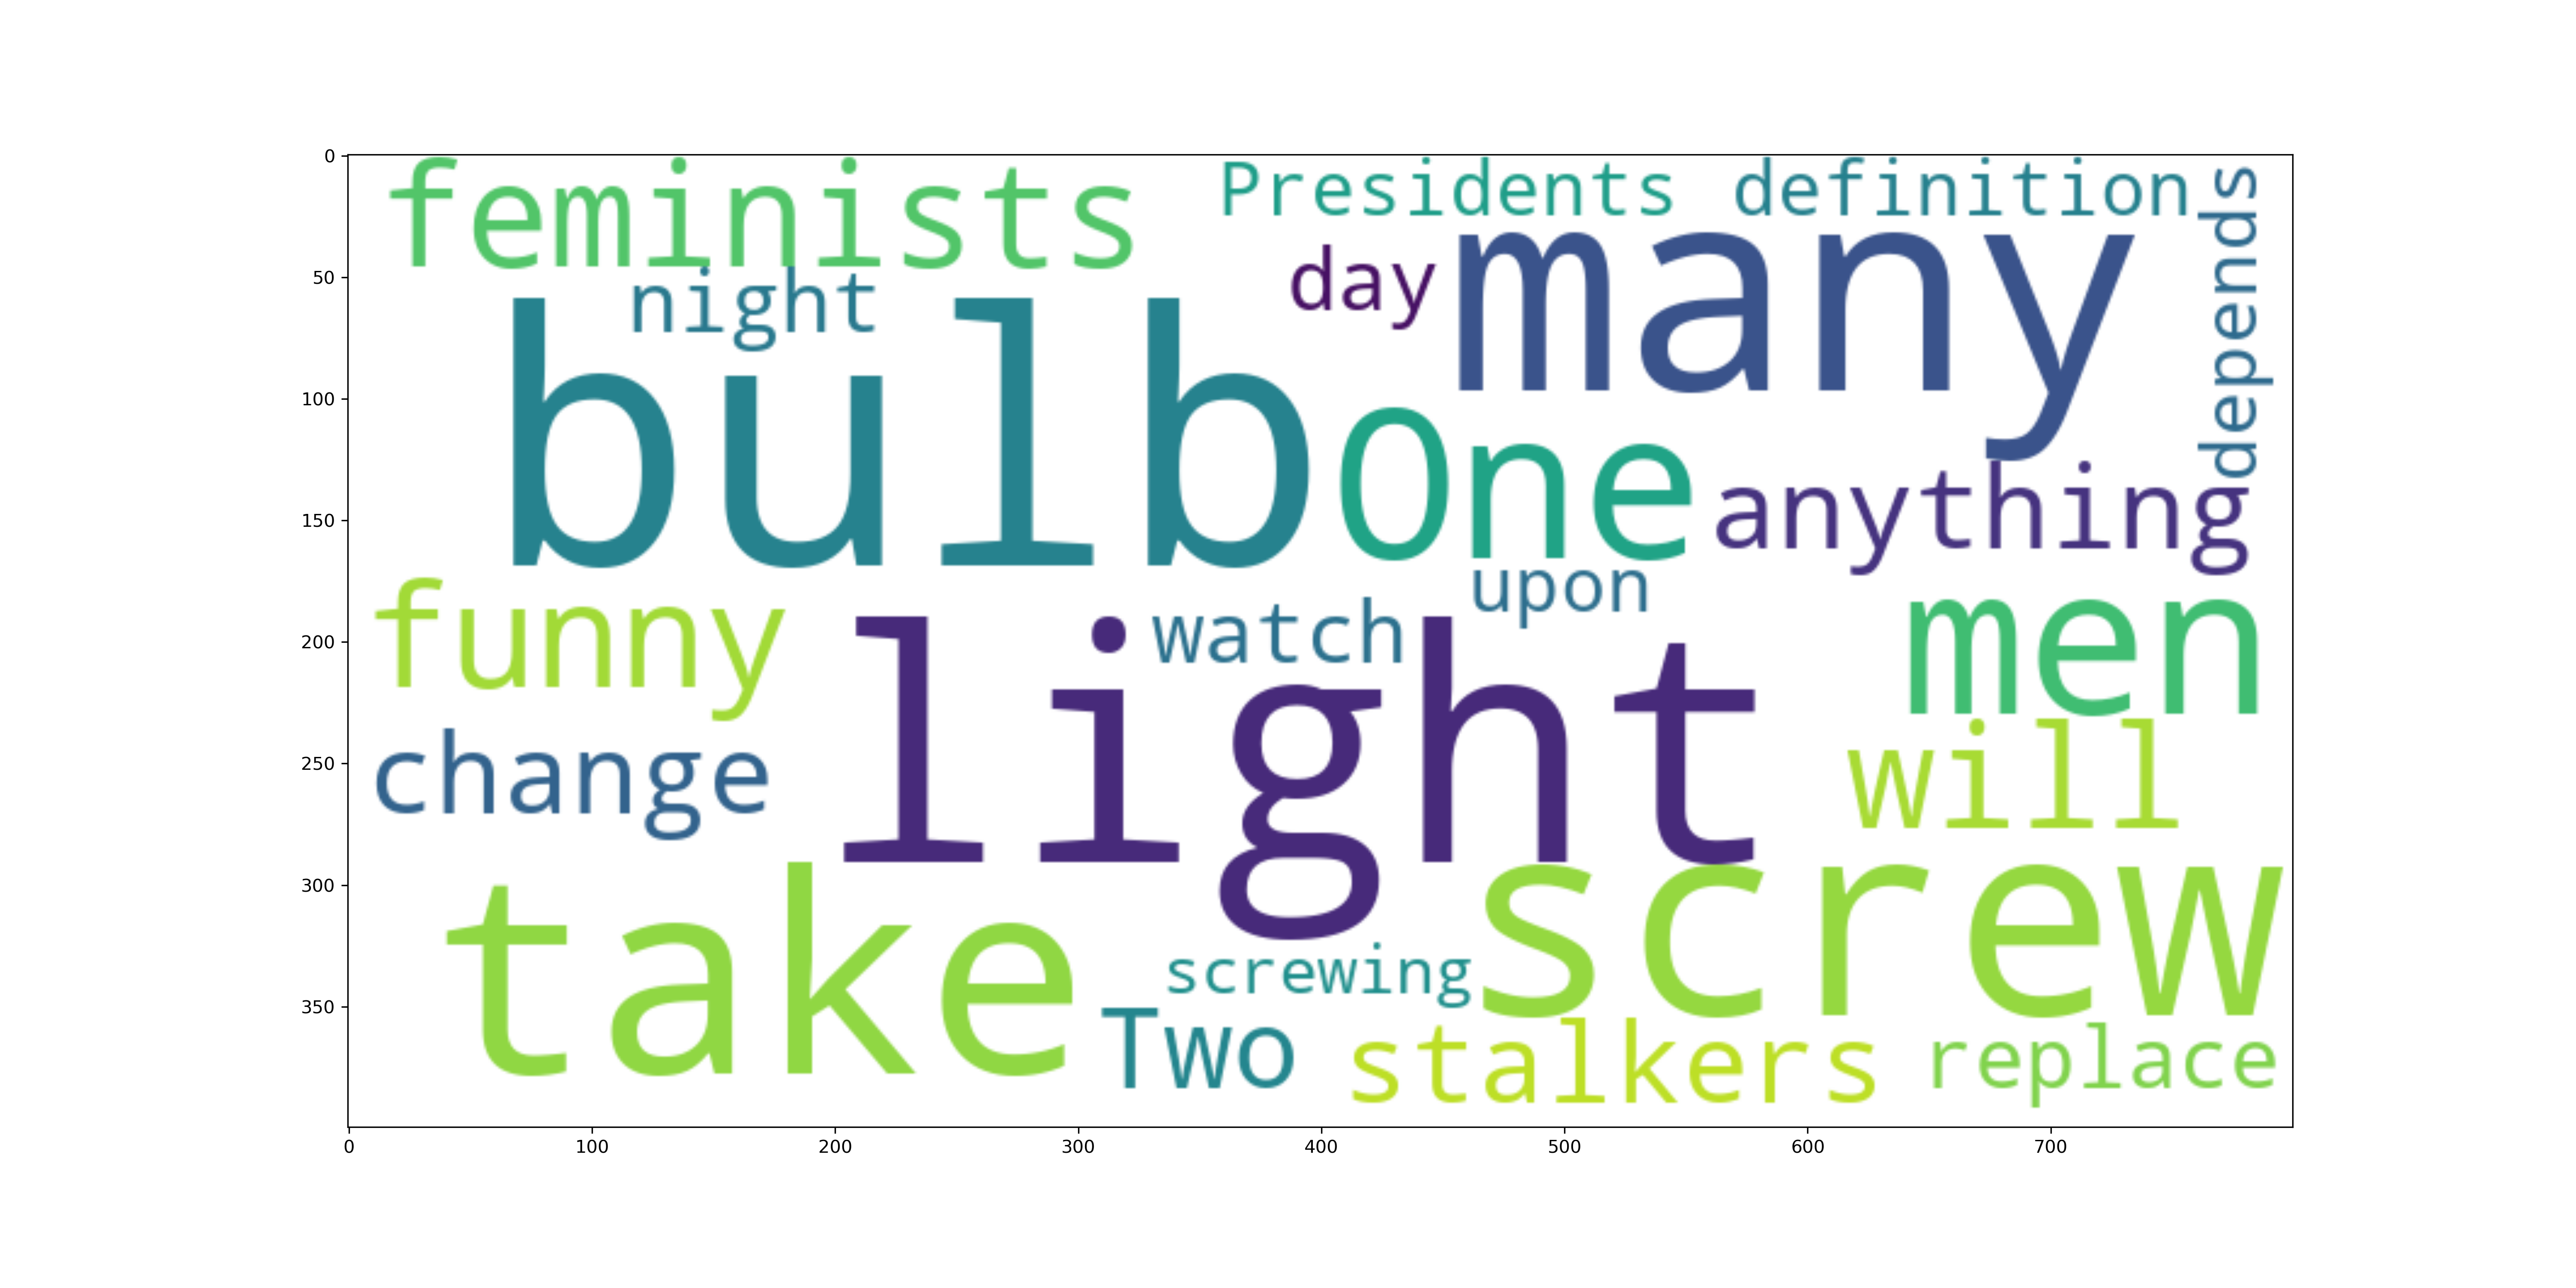 feminists
Presidents
definition
depends
night
day
many
bulb
One
anything
upon
funny
watch
men
light
change
will
take
screw
screwing
Two
stalkers
replace
0
50
100
150
200
250
300
350
0
100
200
300
400
500
600
700